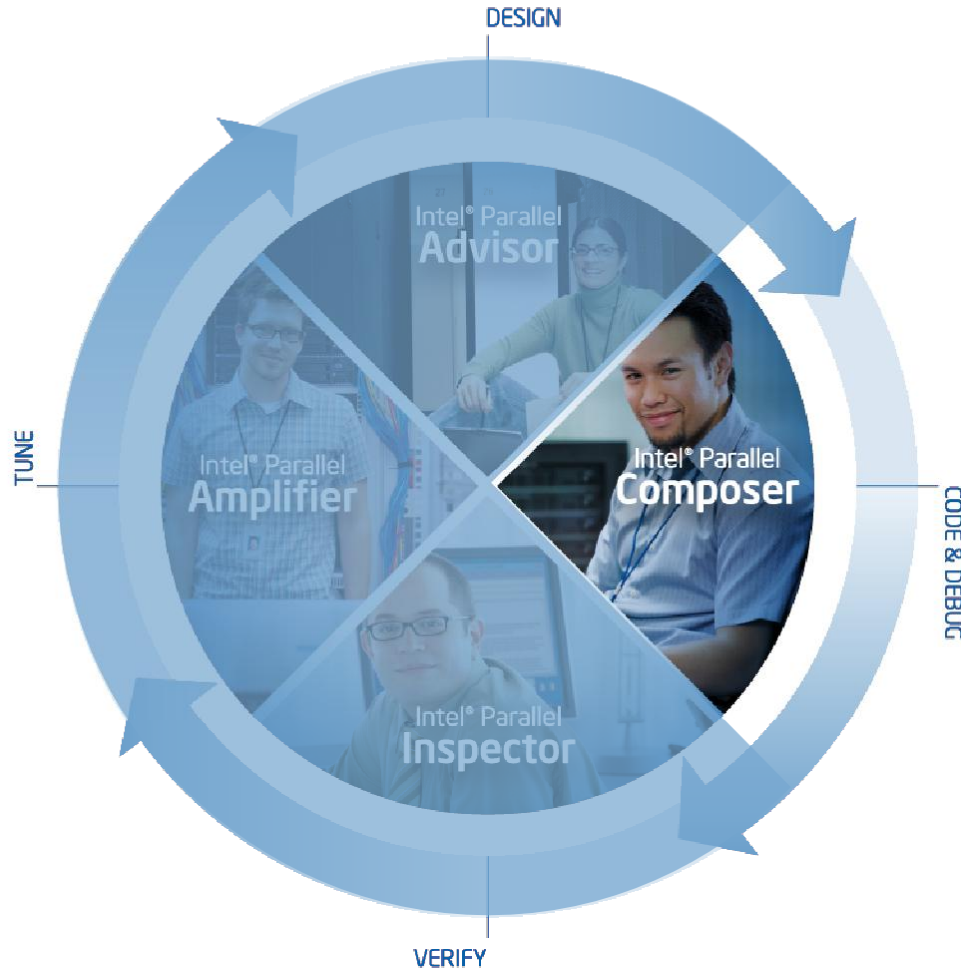 DESIGN
Intel® Parallel
Advisor
Intel® Parallel
Composer
CODE & DEBUG
Intel® Parallel
Inspector
VERIFY
Intel® Parallel
Amplifier
TUNE